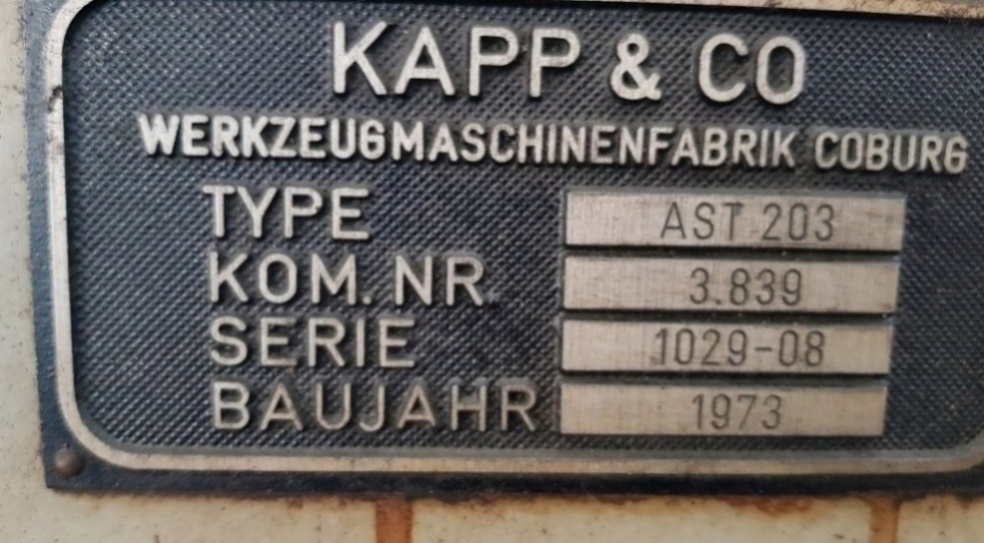 KAPP & CO
WERKZEUGMASCHINENFABRIK COBURG
TYPE AST 203
KOM. NR 3.839
SERIE 1029-08
BAUJAHR 1973